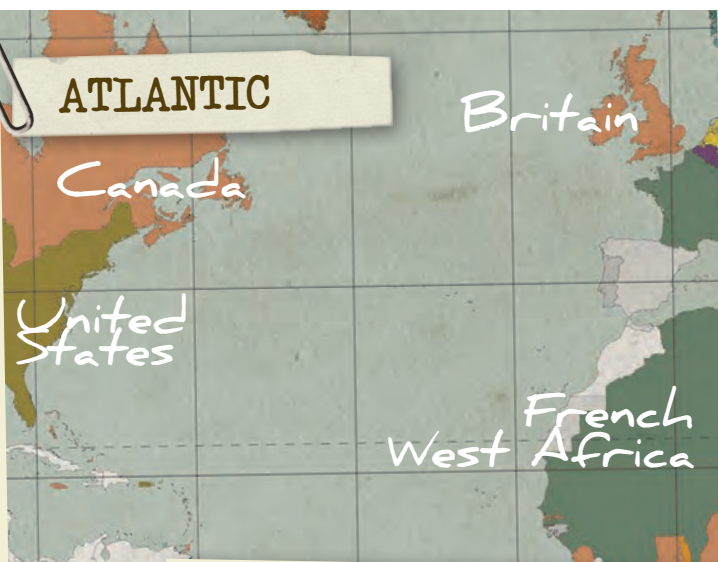 ATLANTIC
Britain
Canada
United
States
French
West Africa